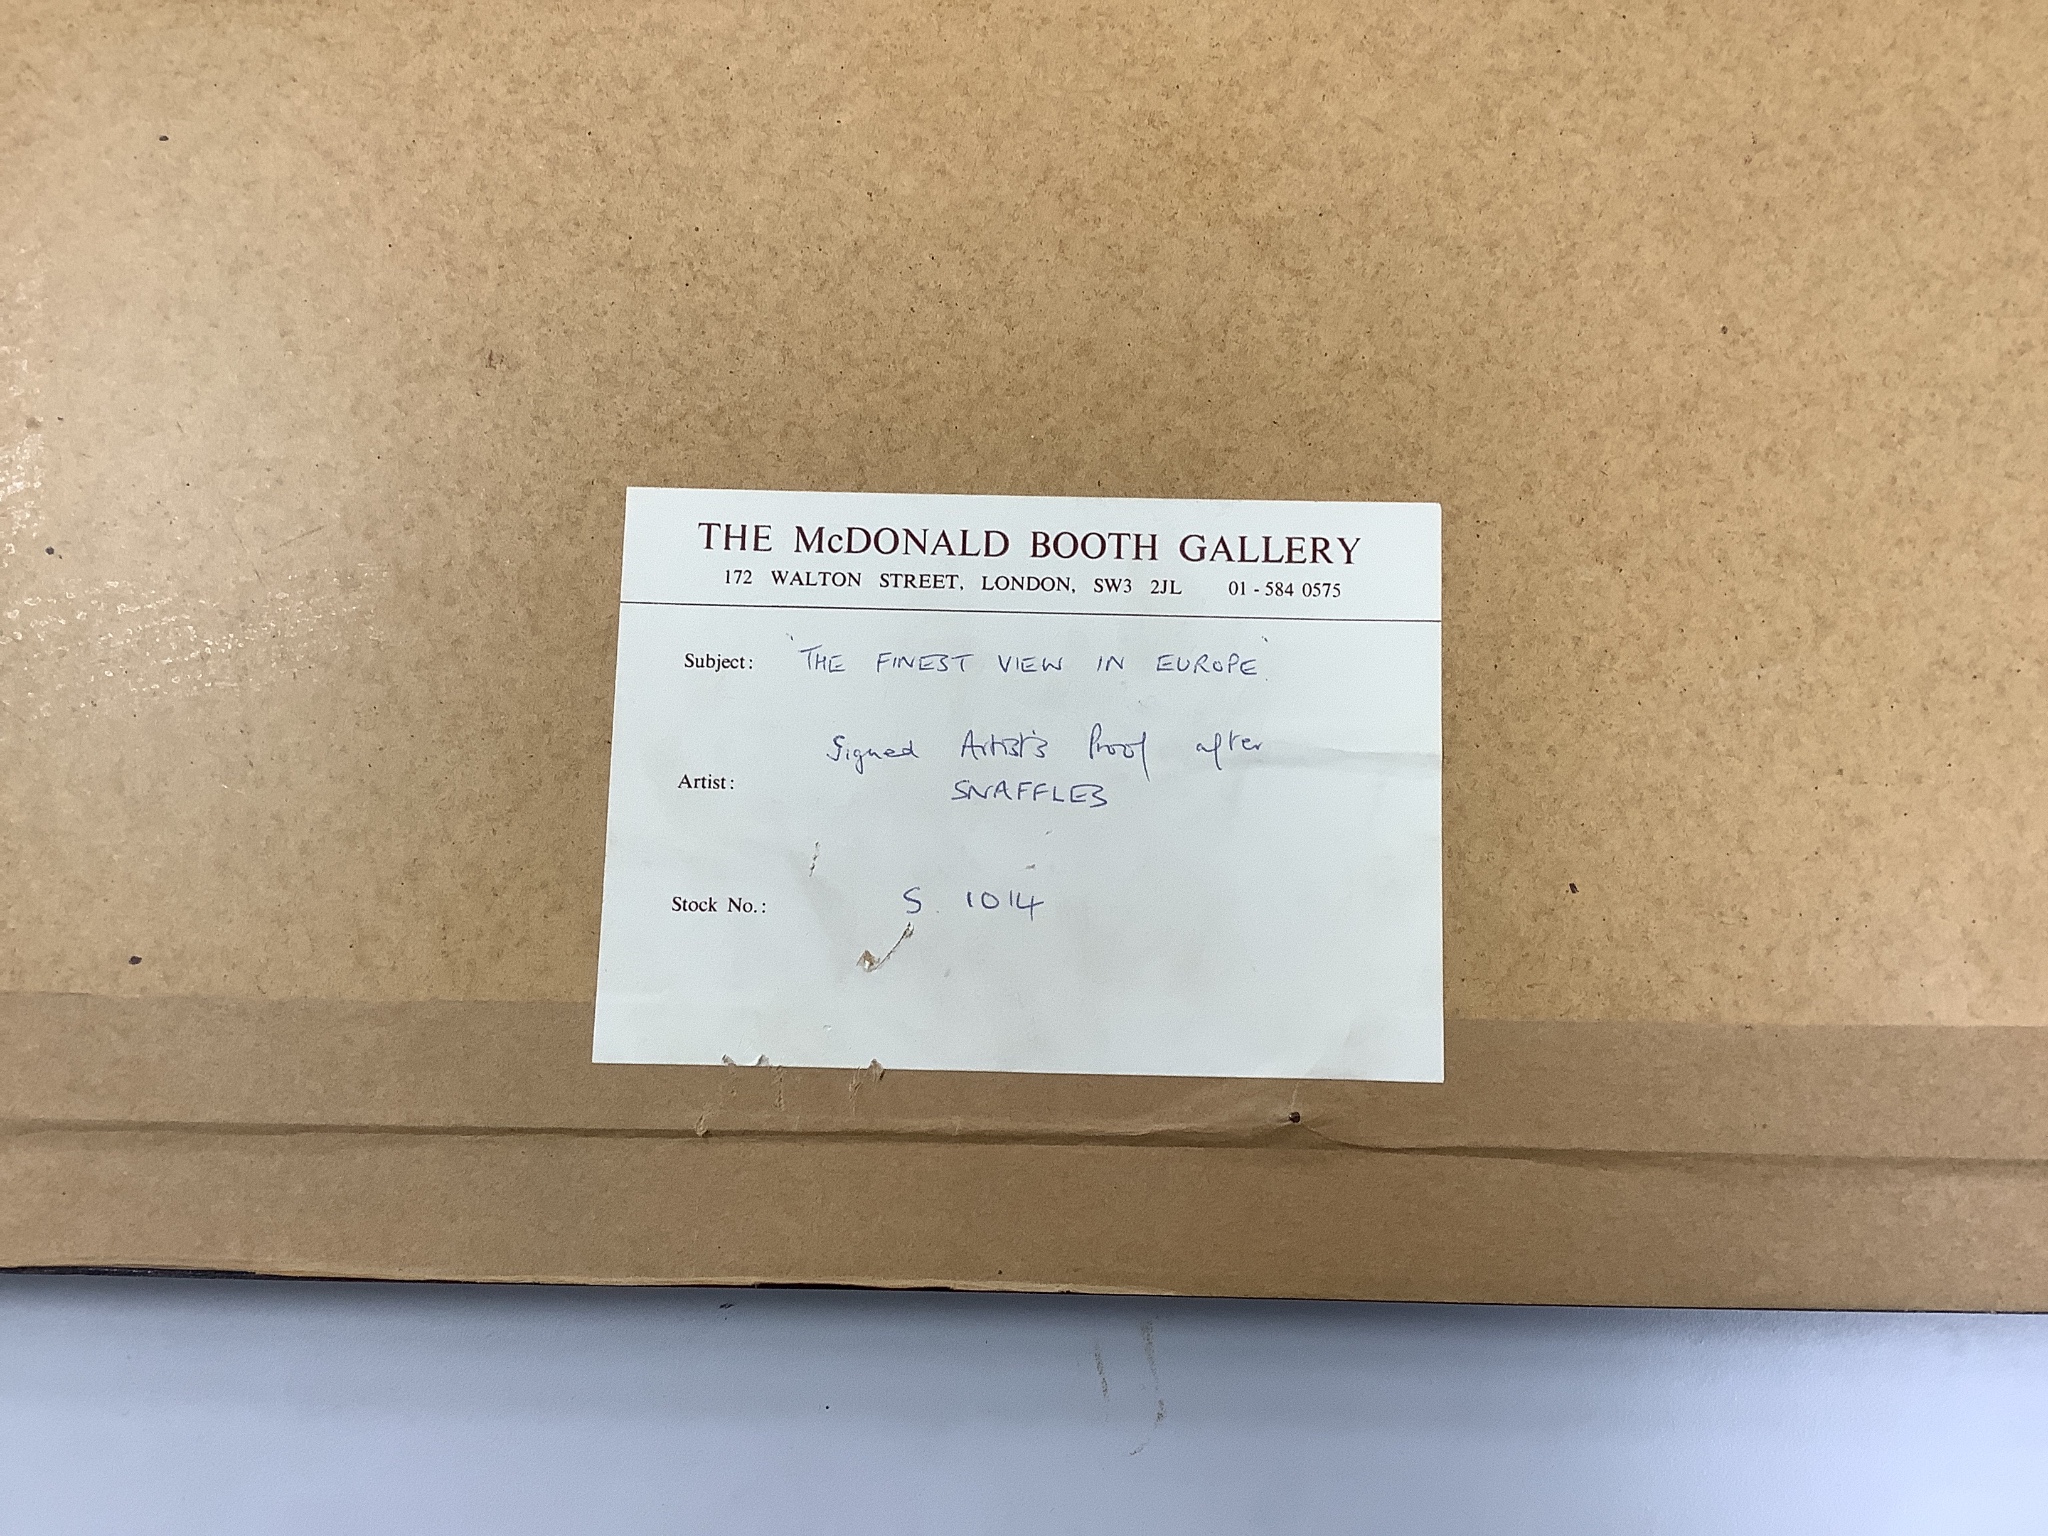 THE McDONALD BOOTH GALLERY
172 WALTON STREET, LONDON, SW3 2JL 01 - 584 0575
Subject: 'THE FINEST VIEW IN EUROPE'
Signed Artist's Proof after
Artist: SNAFFLES
Stock No.: S. 1014